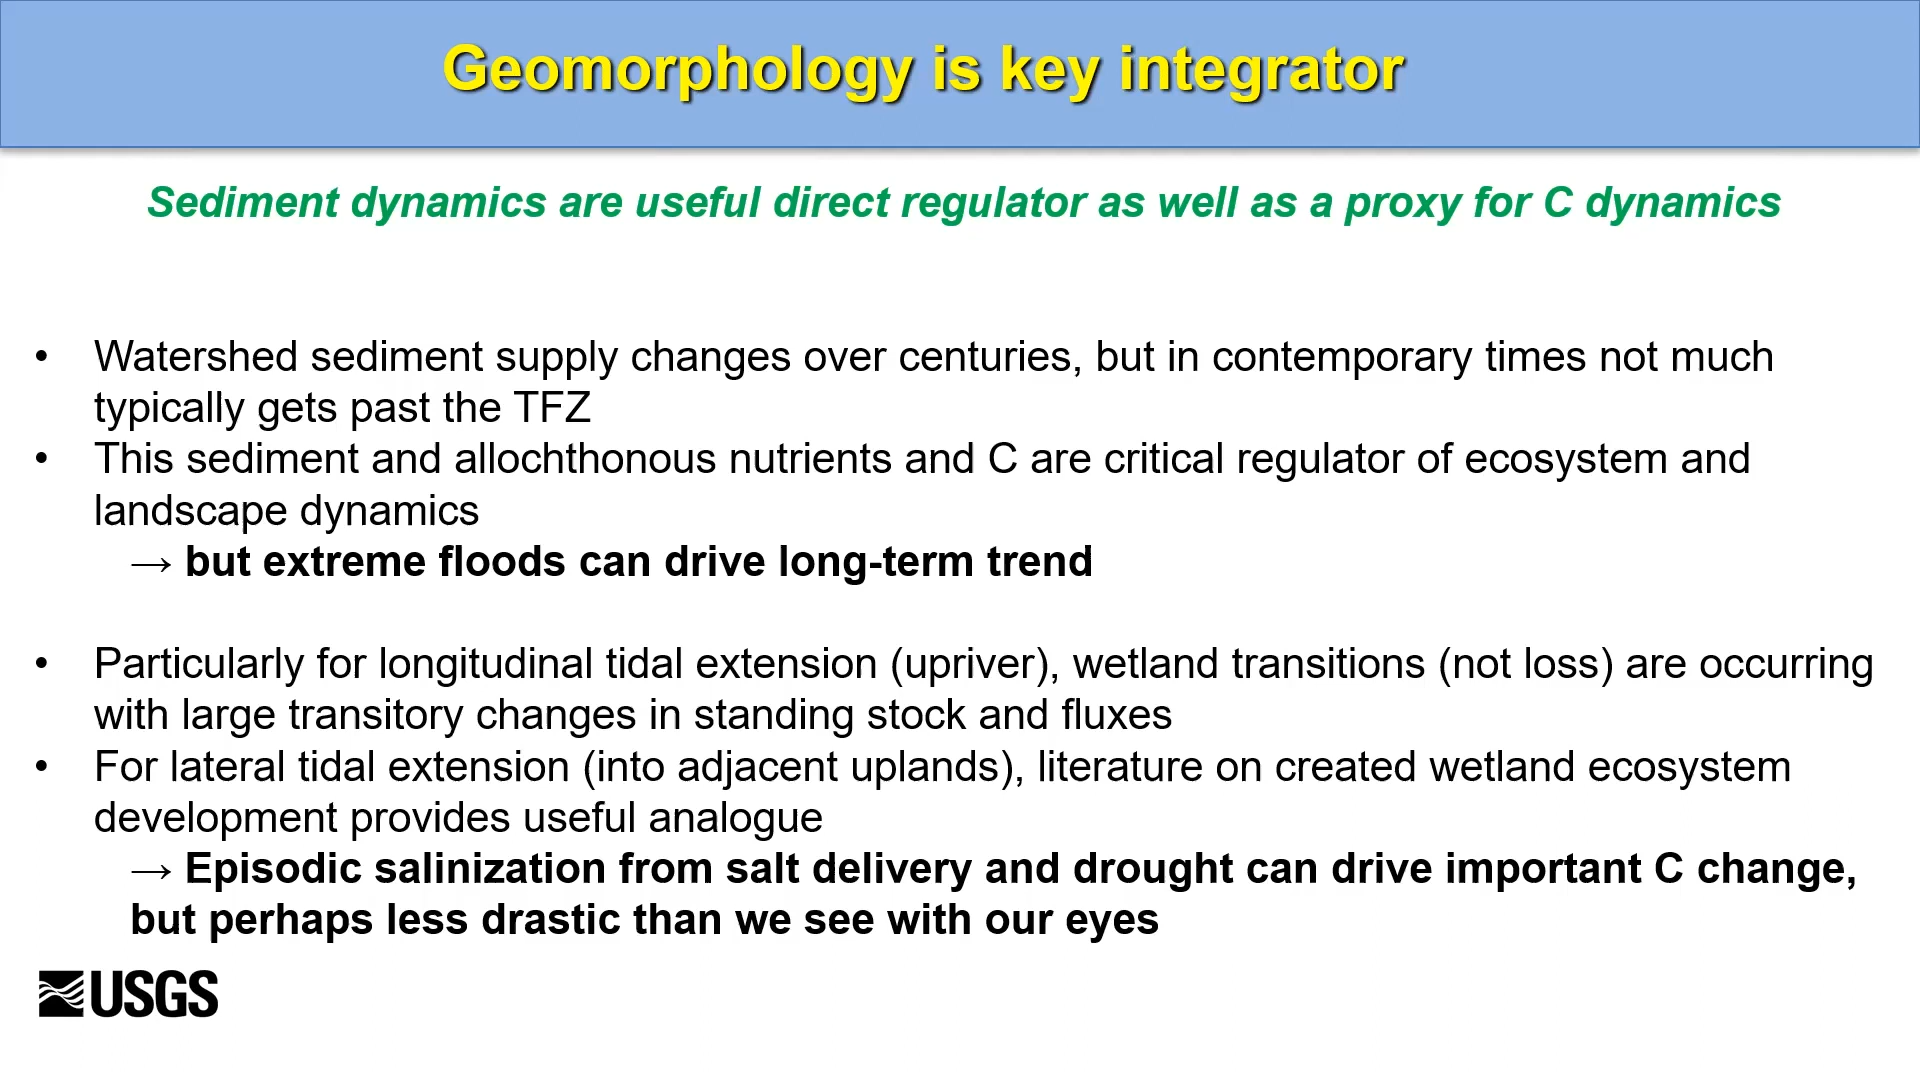 Geomorphology is key integrator
Sediment dynamics are useful direct regulator as well as a proxy for C dynamics
• Watershed sediment supply changes over centuries, but in contemporary times not much
typically gets past the TFZ
• This sediment and allochthonous nutrients and C are critical regulator of ecosystem and
landscape dynamics
→ but extreme floods can drive long-term trend
• Particularly for longitudinal tidal extension (upriver), wetland transitions (not loss) are occurring
with large transitory changes in standing stock and fluxes
• For lateral tidal extension (into adjacent uplands), literature on created wetland ecosystem
development provides useful analogue
→ Episodic salinization from salt delivery and drought can drive important C change,
but perhaps less drastic than we see with our eyes
USGS